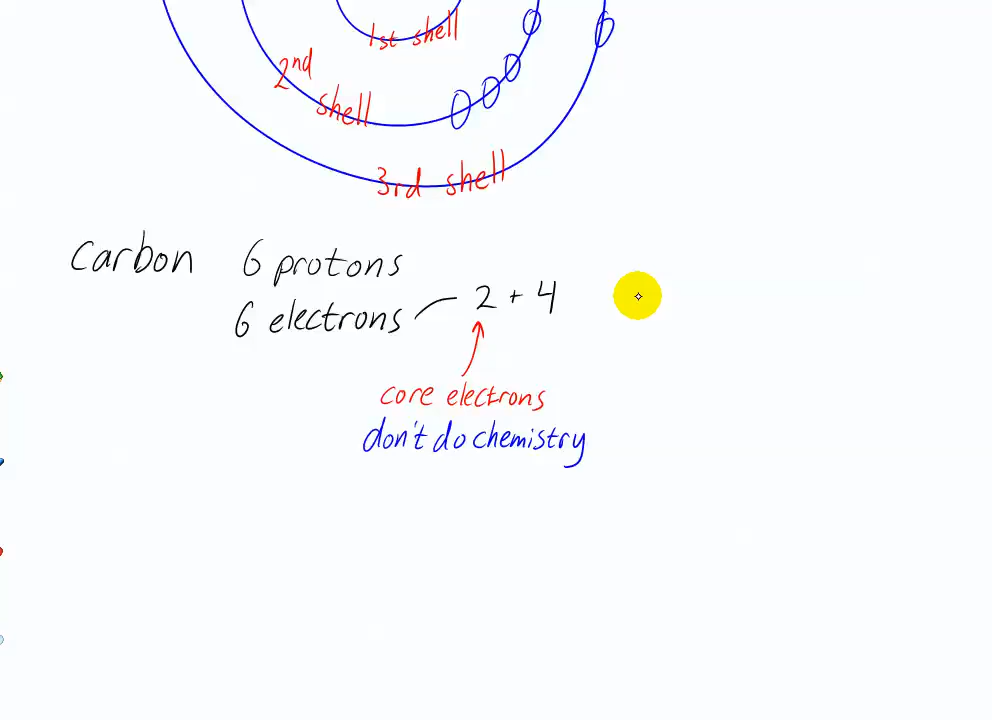 1st shell
2nd
shell
3rd shell
Carbon 6 protons
6 electrons 2 + 4
core electrons
don't do chemistry